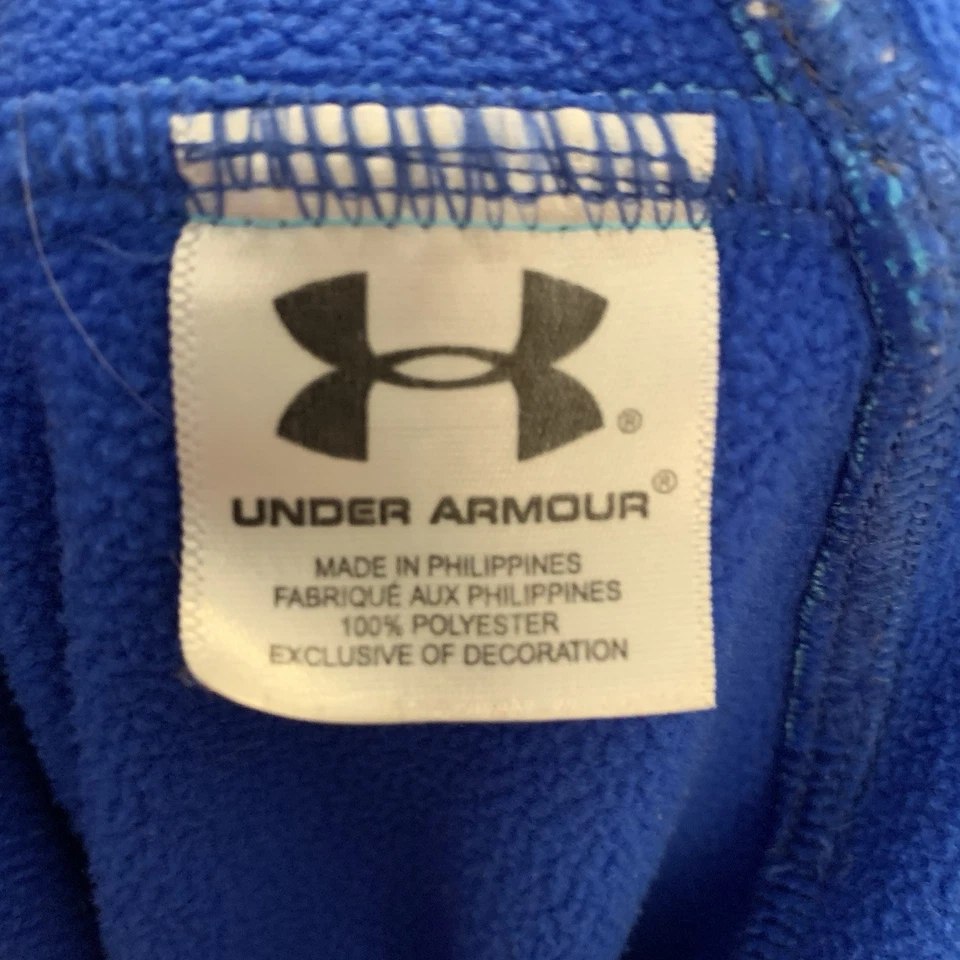 ®
UNDER ARMOUR®
MADE IN PHILIPPINES
FABRIQUÉ AUX PHILIPPINES
100% POLYESTER
EXCLUSIVE OF DECORATION